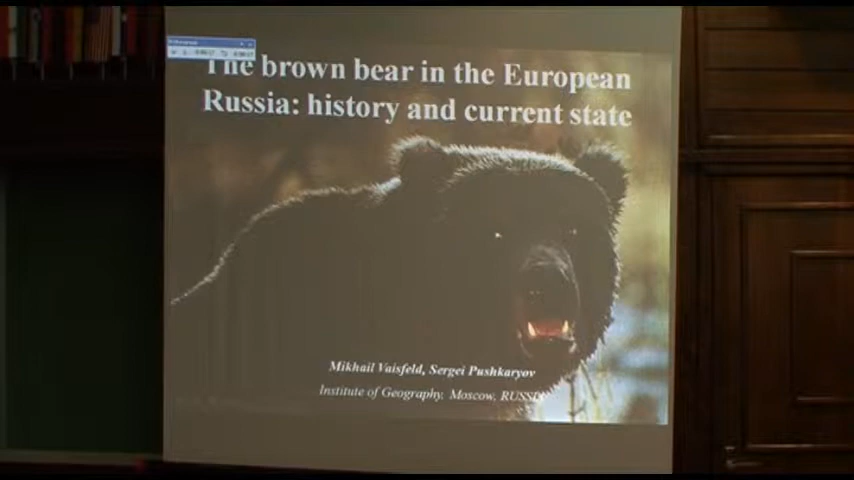 The brown bear in the European
Russia: history and current state
Mikhail Vaisfeld, Sergei Pushkaryov
Institute of Geography, Moscow, RUSSIA